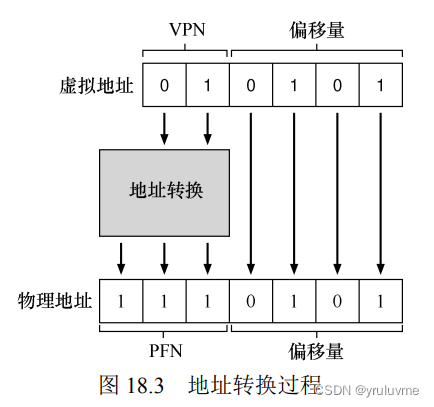 VPN 偏移量
虚拟地址 0 1 0 1 0 1
地址转换
物理地址 1 1 1 0 1 0 1
PFN 偏移量
图 18.3 地址转换过程
CSDN @yruluvme